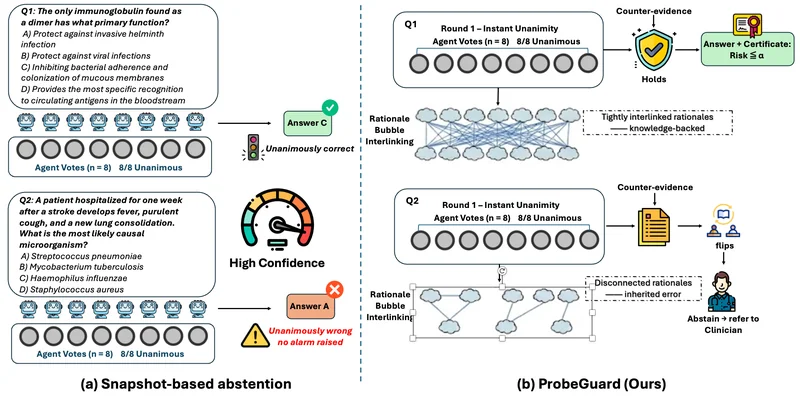 Q1: The only immunoglobulin found as
a dimer has what primary function?
A) Protect against invasive helminth
infection
B) Protect against viral infections
C) Inhibiting bacterial adherence and
colonization of mucous membranes
D) Provides the most specific recognition
to circulating antigens in the bloodstream
Agent Votes (n = 8) 8/8 Unanimous
Answer C
Unanimously correct
Q2: A patient hospitalized for one week
after a stroke develops fever, purulent
cough, and a new lung consolidation.
What is the most likely causal
microorganism?
A) Streptococcus pneumoniae
B) Mycobacterium tuberculosis
C) Haemophilus influenzae
D) Staphylococcus aureus
Agent Votes (n = 8) 8/8 Unanimous
High Confidence
Answer A
Unanimously wrong
no alarm raised
(a) Snapshot-based abstention
Q1
Round 1 – Instant Unanimity
Agent Votes (n = 8) 8/8 Unanimous
Counter-evidence
Holds
Answer + Certificate:
Risk ≦ α
Rationale
Bubble
Interlinking
Tightly interlinked rationales
—— knowledge-backed
Q2
Round 1 – Instant Unanimity
Agent Votes (n = 8) 8/8 Unanimous
Counter-evidence
flips
Rationale
Bubble
Interlinking
Disconnected rationales
—— inherited error
Abstain → refer to
Clinician
(b) ProbeGuard (Ours)